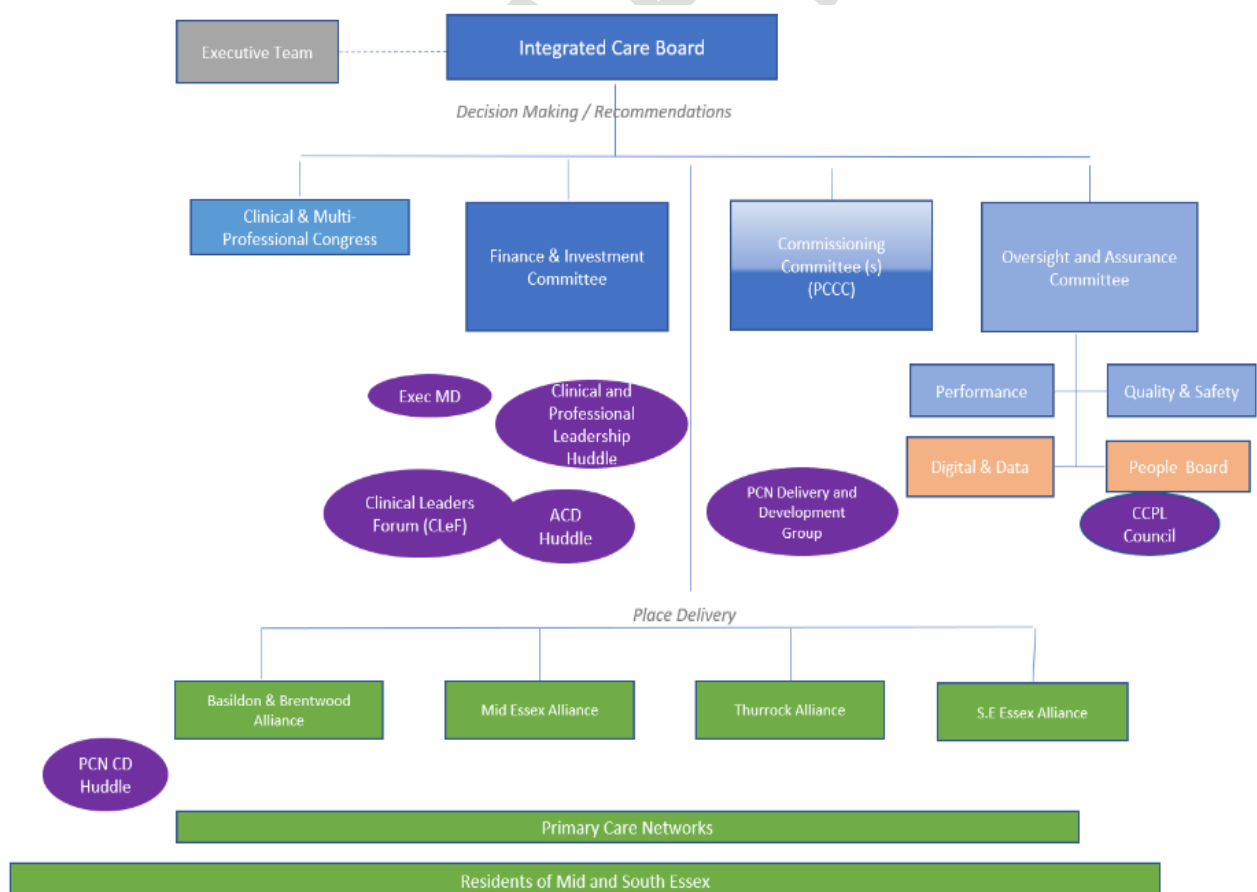 Executive Team
Integrated Care Board
Decision Making / Recommendations
Clinical & Multi-
Professional Congress
Finance & Investment
Committee
Commissioning
Committee (s)
(PCCC)
Oversight and Assurance
Committee
Exec MD
Clinical and
Professional
Leadership
Huddle
Performance
Quality & Safety
Clinical Leaders
Forum (CLeF)
ACD
Huddle
PCN Delivery and
Development
Group
Digital & Data
People Board
CCPL
Council
Place Delivery
Basildon & Brentwood
Alliance
Mid Essex Alliance
Thurrock Alliance
S.E Essex Alliance
PCN CD
Huddle
Primary Care Networks
Residents of Mid and South Essex